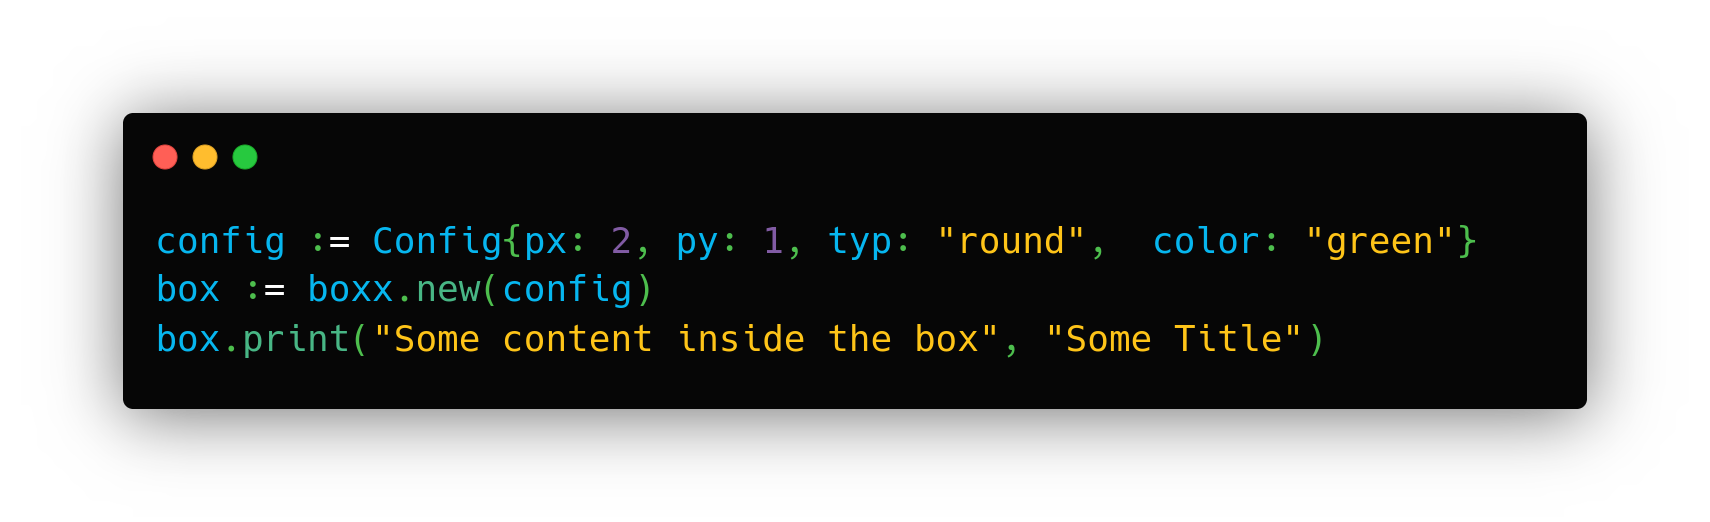 config := Config{px: 2, py: 1, typ: "round",  color: "green"}
box := boxx.new(config)
box.print("Some content inside the box", "Some Title")